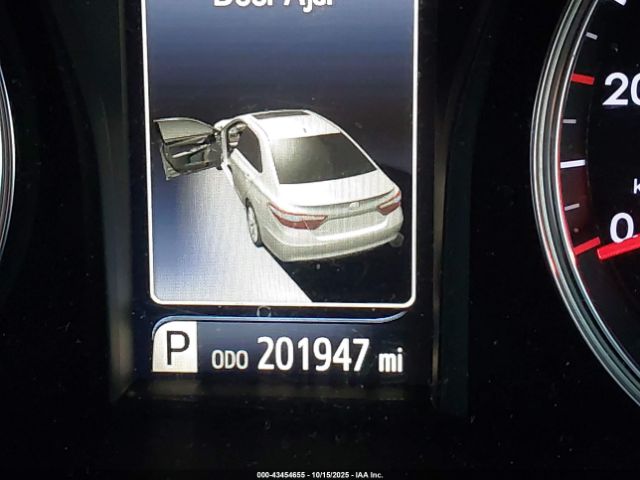 Door Ajar
20
0
P ODO 201947 mi
000-43454655 - 10/15/2025 - IAA Inc.